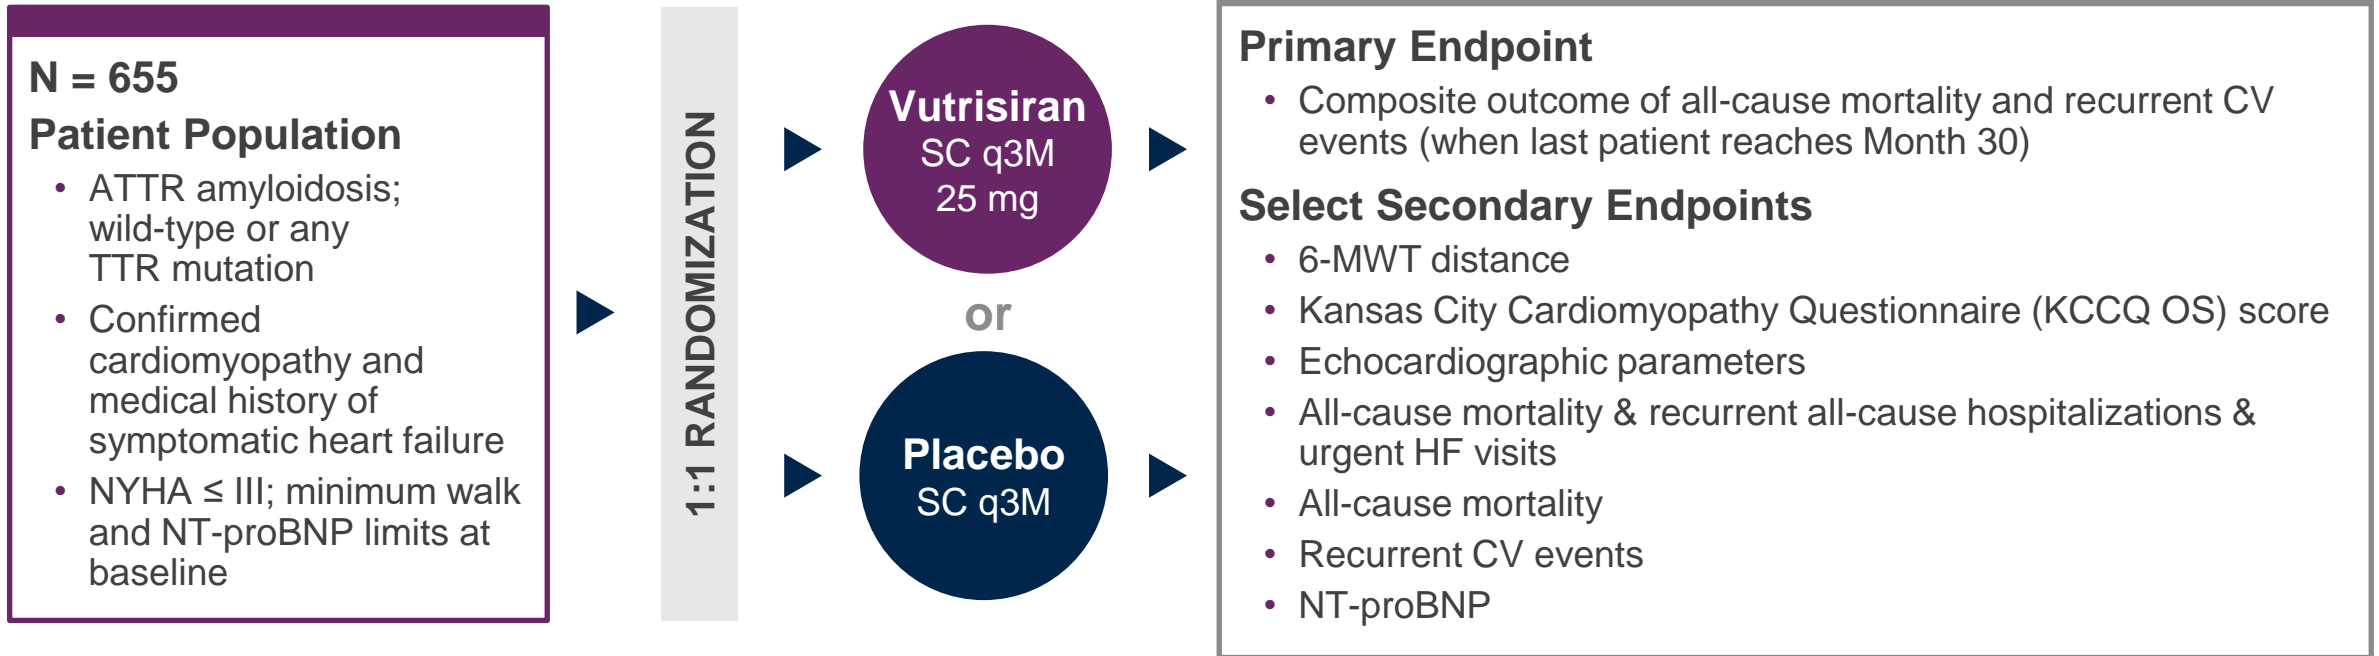 N = 655
Patient Population
• ATTR amyloidosis;
wild-type or any
TTR mutation
• Confirmed
cardiomyopathy and
medical history of
symptomatic heart failure
• NYHA ≤ III; minimum walk
and NT-proBNP limits at
baseline
1:1 RANDOMIZATION
Vutrisiran
SC q3M
25 mg
or
Placebo
SC q3M
Primary Endpoint
• Composite outcome of all-cause mortality and recurrent CV
events (when last patient reaches Month 30)
Select Secondary Endpoints
• 6-MWT distance
• Kansas City Cardiomyopathy Questionnaire (KCCQ OS) score
• Echocardiographic parameters
• All-cause mortality & recurrent all-cause hospitalizations &
urgent HF visits
• All-cause mortality
• Recurrent CV events
• NT-proBNP